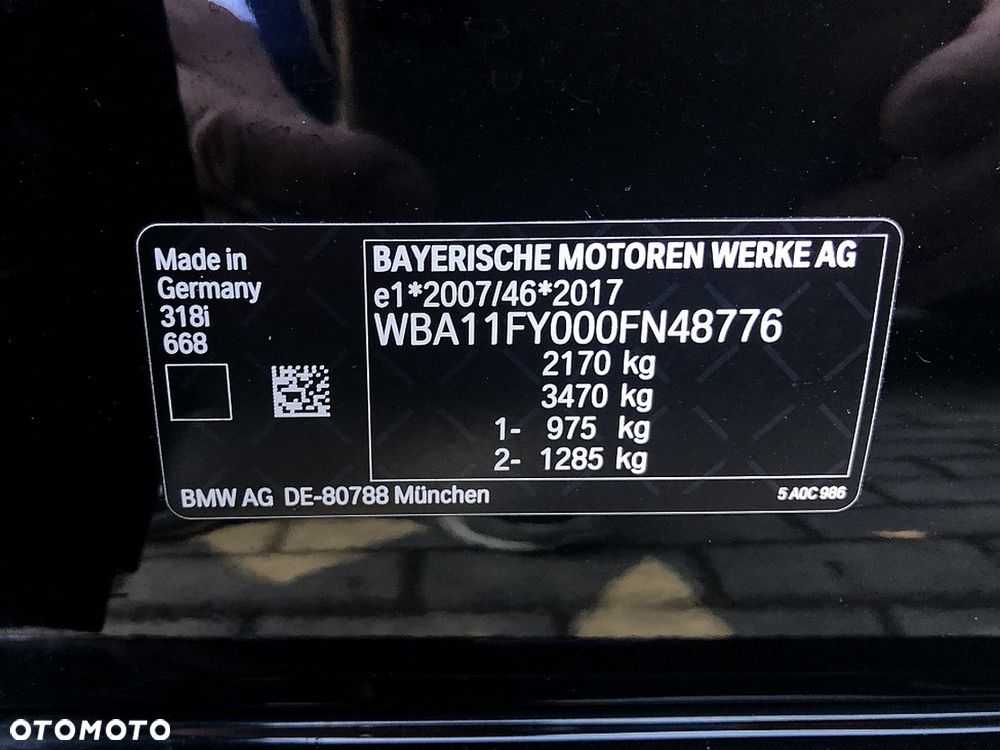 Made in
Germany
318i
668
BAYERISCHE MOTOREN WERKE AG
e1*2007/46*2017
WBA11FY000FN48776
2170 kg
3470 kg
1- 975 kg
2- 1285 kg
BMW AG DE-80788 München
5 A0C 986
OTOMOTO